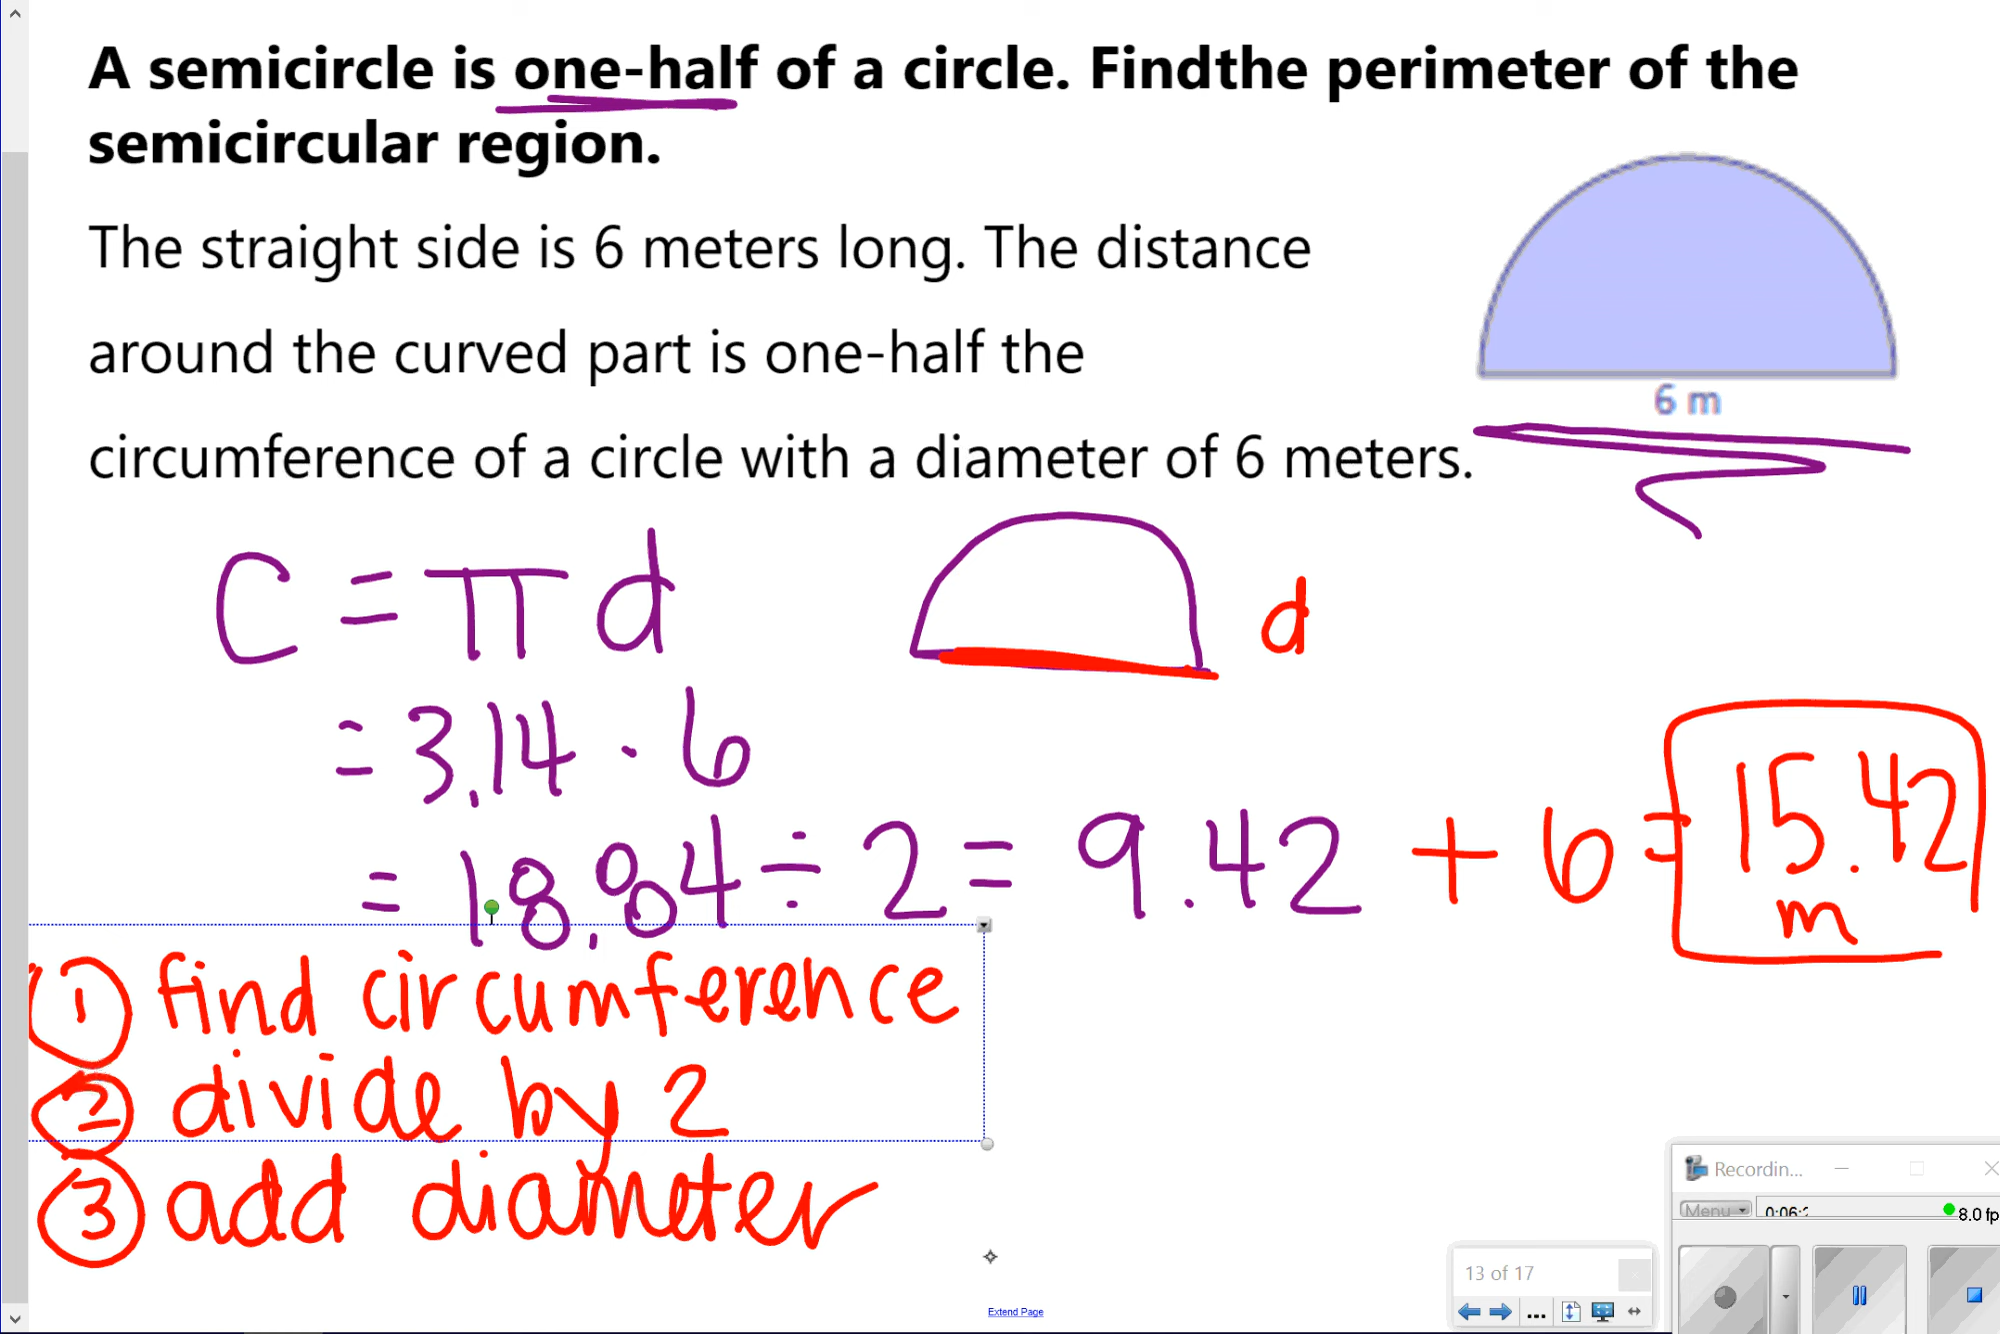 A semicircle is one-half of a circle. Findthe perimeter of the
semicircular region.
The straight side is 6 meters long. The distance
around the curved part is one-half the
circumference of a circle with a diameter of 6 meters.
6 m
C = π d
d
= 3.14 · 6
= 18.84 ÷ 2 = 9.42 + 6 = 15.42
m
① find circumference
② divide by 2
③ add diameter
Extend Page
13 of 17
...
Recordin...
Menu
8.0 fp